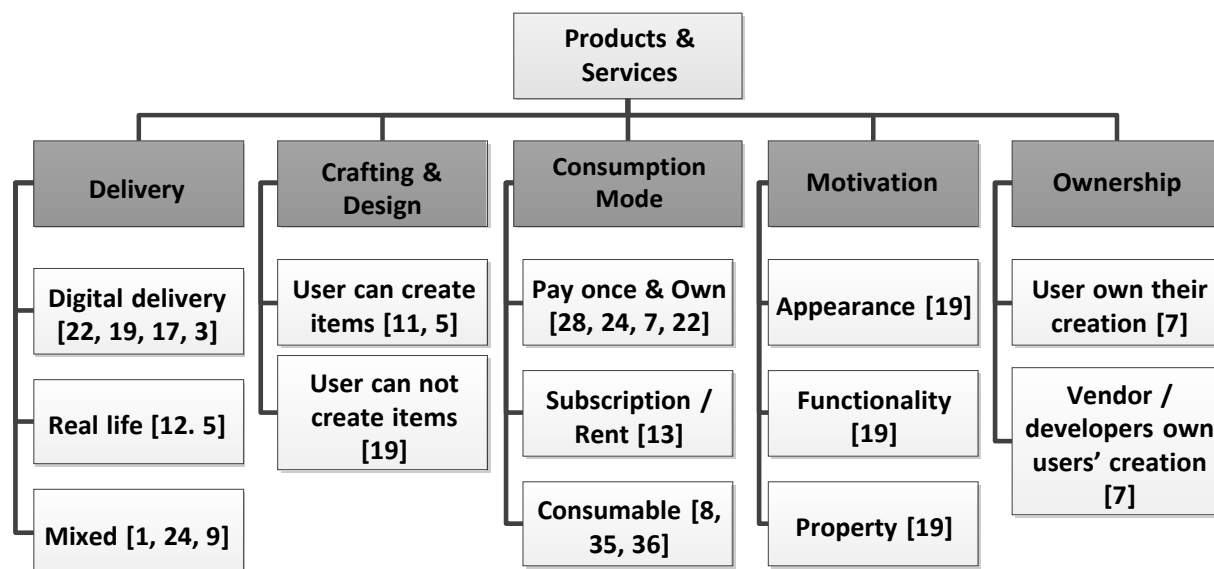 Products &
Services
Delivery
Crafting &
Design
Consumption
Mode
Motivation
Ownership
Digital delivery
[22, 19, 17, 3]
Real life [12. 5]
Mixed [1, 24, 9]
User can create
items [11, 5]
User can not
create items
[19]
Pay once & Own
[28, 24, 7, 22]
Subscription /
Rent [13]
Consumable [8,
35, 36]
Appearance [19]
Functionality
[19]
Property [19]
User own their
creation [7]
Vendor /
developers own
users’ creation
[7]